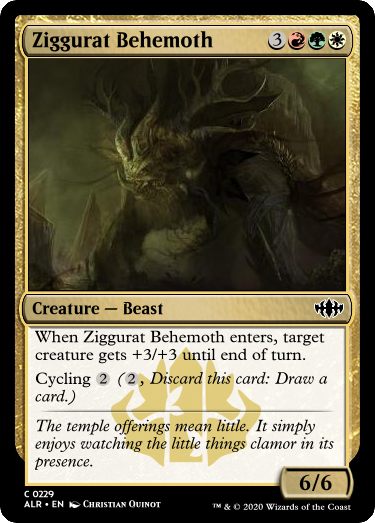 Ziggurat Behemoth 3
Creature — Beast
When Ziggurat Behemoth enters, target
creature gets +3/+3 until end of turn.
Cycling 2 (2, Discard this card: Draw a
card.)
The temple offerings mean little. It simply
enjoys watching the little things clamor in its
presence.
6/6
C 0229
ALR • EN Christian Quinot
™ & © 2020 Wizards of the Coast